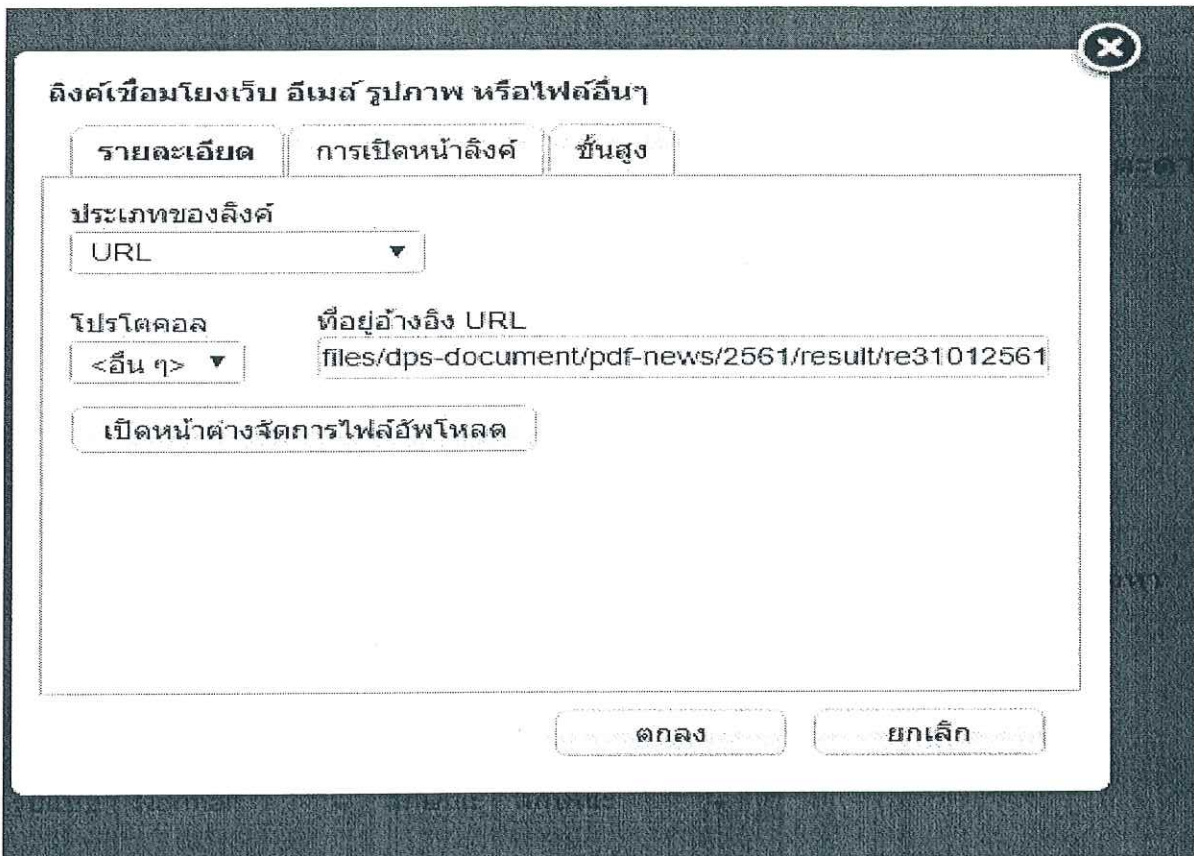 ลิงค์เชื่อมโยงเว็บ อีเมล์ รูปภาพ หรือไฟล์อื่นๆ
รายละเอียด การเปิดหน้าลิงค์ ขั้นสูง
ประเภทของลิงค์
URL
โปรโตคอล ที่อยู่อ้างอิง URL
<อื่น ๆ> files/dps-document/pdf-news/2561/result/re31012561
เปิดหน้าต่างจัดการไฟล์อัพโหลด
ตกลง ยกเลิก